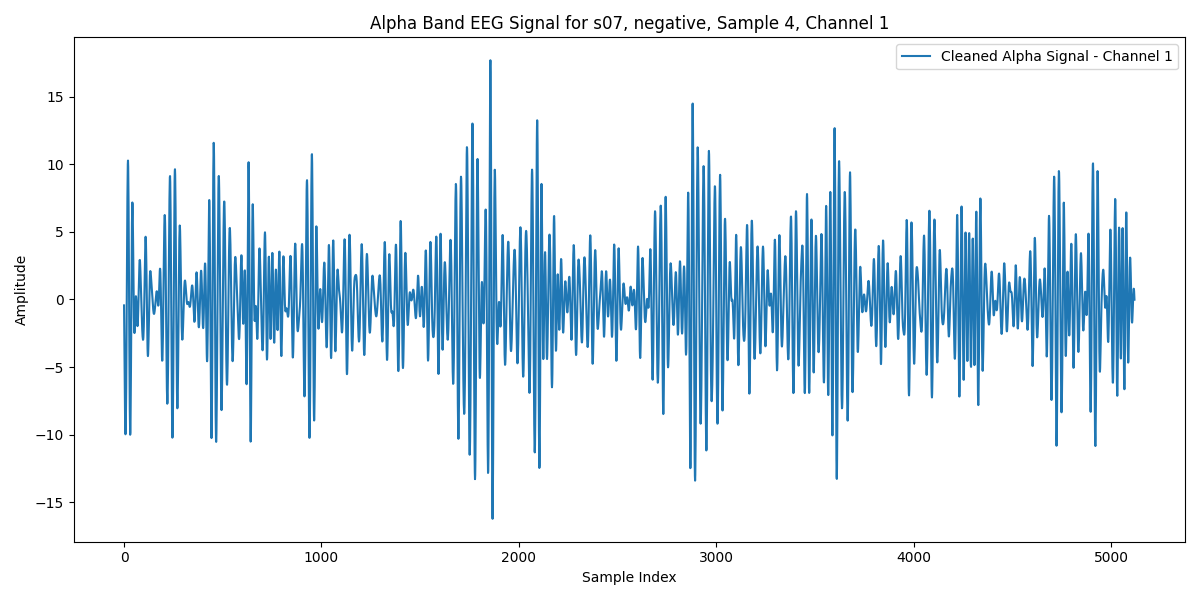 Alpha Band EEG Signal for s07, negative, Sample 4, Channel 1
Cleaned Alpha Signal - Channel 1
Amplitude
15
10
5
0
−5
−10
−15
0 1000 2000 3000 4000 5000
Sample Index